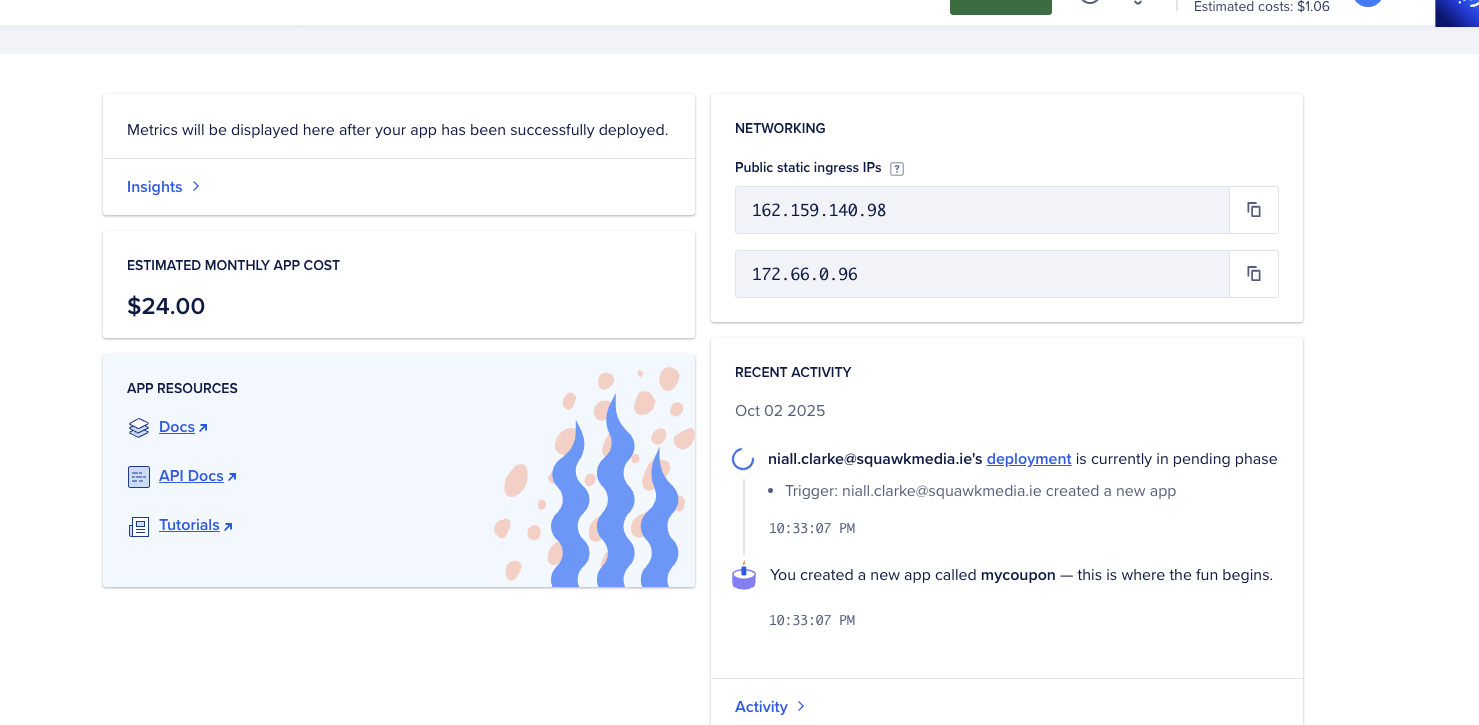 Estimated costs: $1.06
Metrics will be displayed here after your app has been successfully deployed.
Insights
ESTIMATED MONTHLY APP COST
$24.00
APP RESOURCES
Docs
API Docs
Tutorials
NETWORKING
Public static ingress IPs
?
162.159.140.98
172.66.0.96
RECENT ACTIVITY
Oct 02 2025
niall.clarke@squawkmedia.ie's deployment is currently in pending phase
• Trigger: niall.clarke@squawkmedia.ie created a new app
10:33:07 PM
You created a new app called mycoupon — this is where the fun begins.
10:33:07 PM
Activity